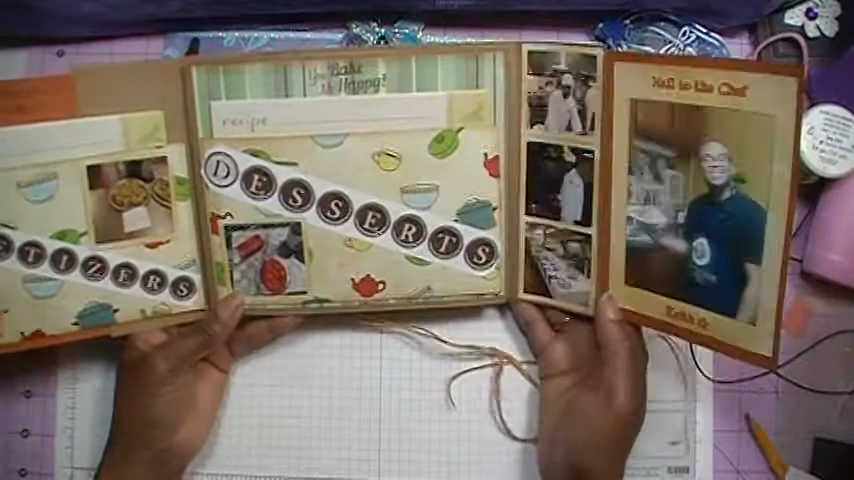 You Bake
Me Happy!
recipe
DESSERTS
TIZERS
Hail to the Chef